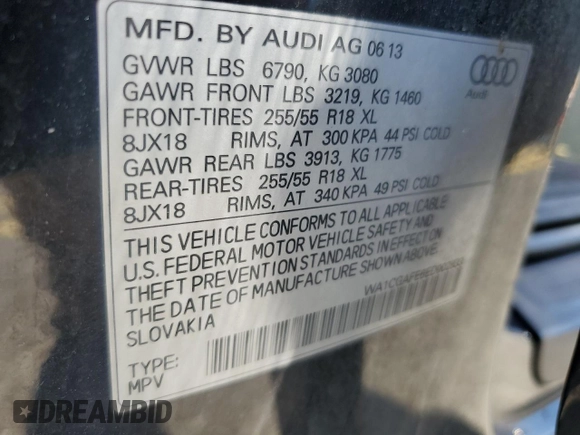 MFD. BY AUDI AG 06 13
GVWR LBS 6790, KG 3080
GAWR FRONT LBS 3219, KG 1460
FRONT-TIRES 255/55 R18 XL
8JX18 RIMS, AT 300 KPA 44 PSI COLD
GAWR REAR LBS 3913, KG 1775
REAR-TIRES 255/55 R18 XL
8JX18 RIMS, AT 340 KPA 49 PSI COLD
Audi
THIS VEHICLE CONFORMS TO ALL APPLICABLE
U.S. FEDERAL MOTOR VEHICLE SAFETY AND
THEFT PREVENTION STANDARDS IN EFFECT ON
THE DATE OF MANUFACTURE SHOWN ABOVE.
SLOVAKIA
TYPE:
MPV
DREAMBID